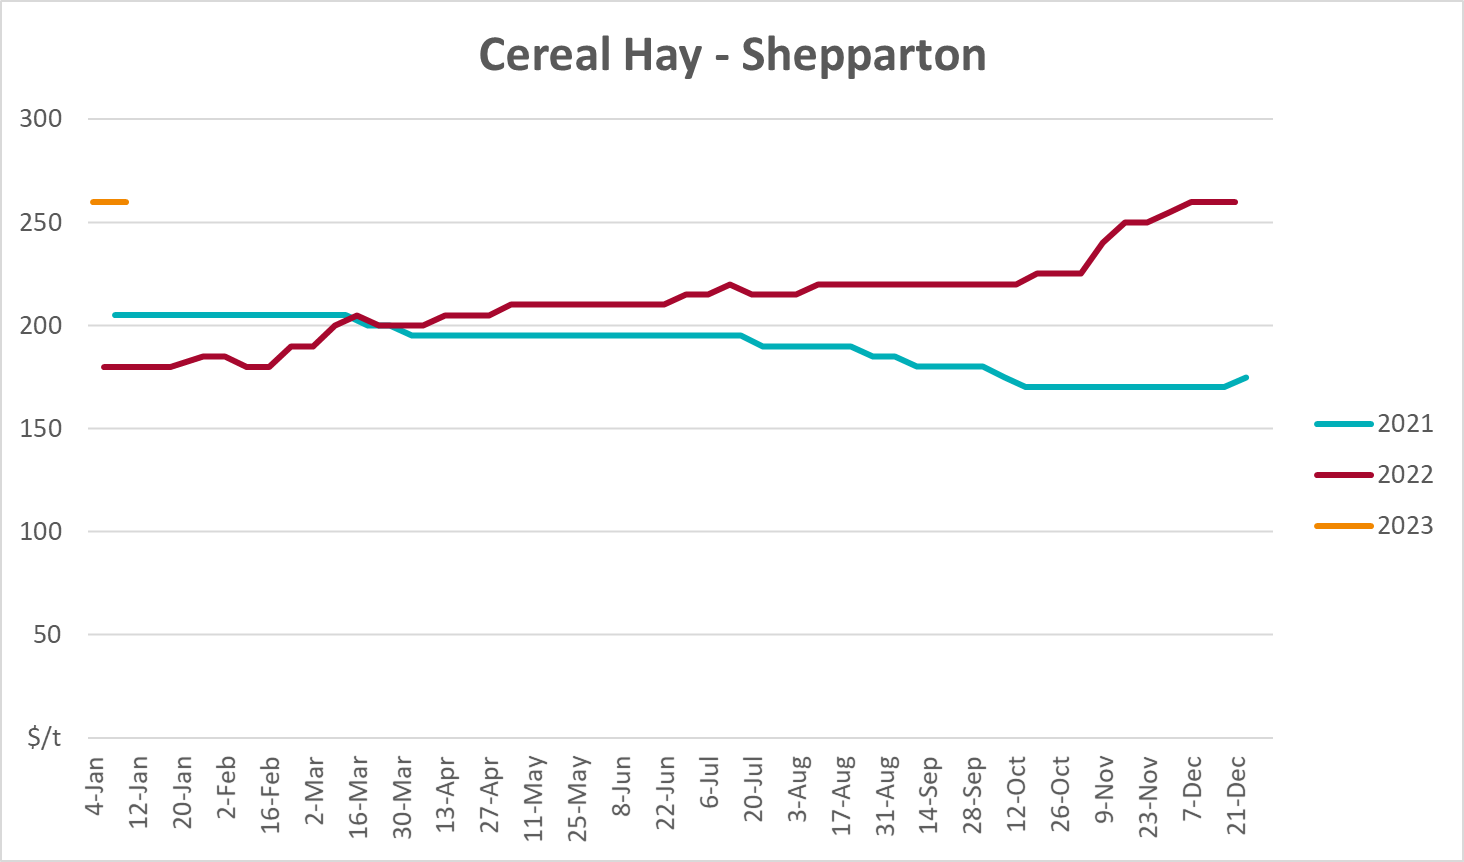 Cereal Hay - Shepparton
300
250
200
150
100
50
$/t
4-Jan
12-Jan
20-Jan
2-Feb
16-Feb
2-Mar
16-Mar
30-Mar
13-Apr
27-Apr
11-May
25-May
8-Jun
22-Jun
6-Jul
20-Jul
3-Aug
17-Aug
31-Aug
14-Sep
28-Sep
12-Oct
26-Oct
9-Nov
23-Nov
7-Dec
21-Dec
2021
2022
2023